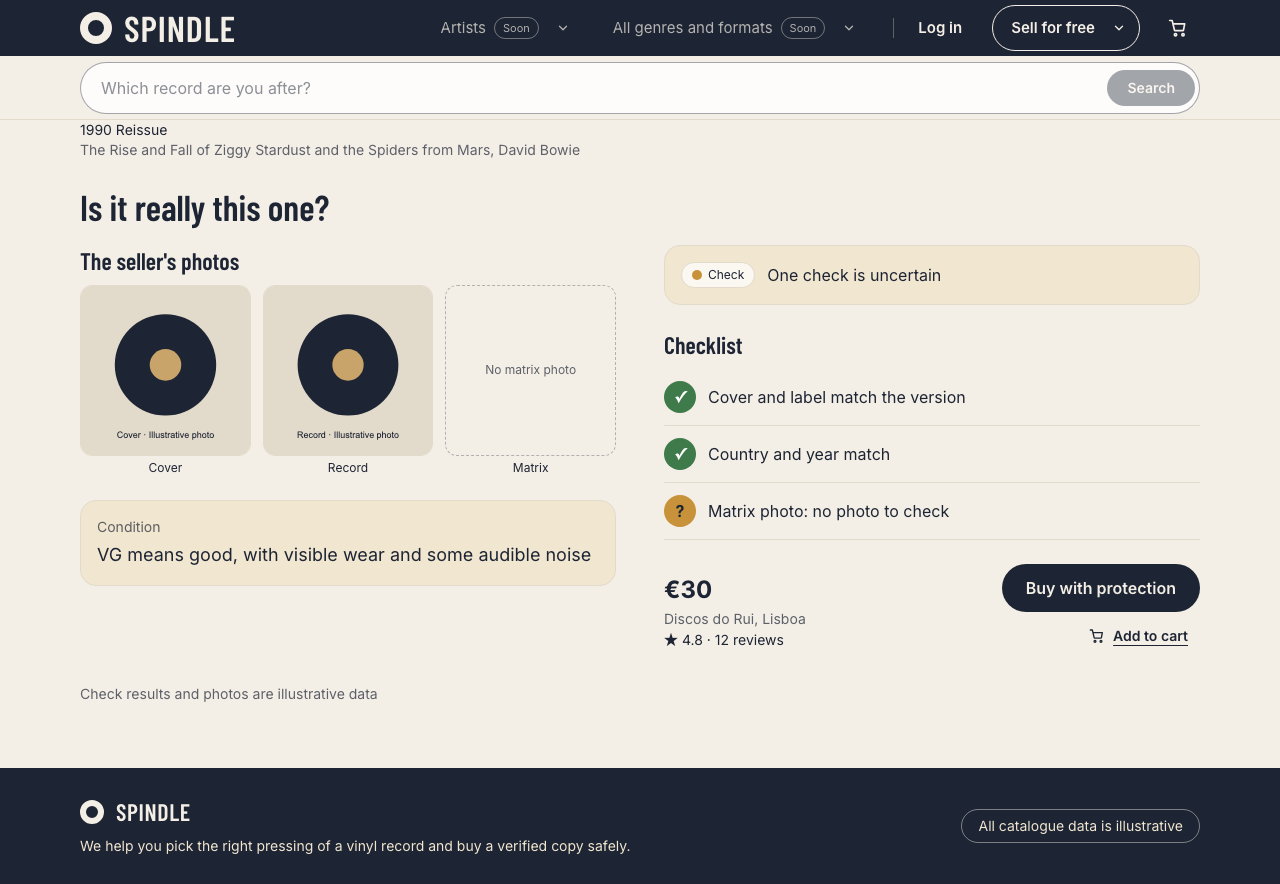 SPINDLE
Artists Soon
All genres and formats Soon
Log in
Sell for free
Which record are you after?
Search
1990 Reissue
The Rise and Fall of Ziggy Stardust and the Spiders from Mars, David Bowie
Is it really this one?
The seller's photos
Cover · Illustrative photo
Record · Illustrative photo
No matrix photo
Cover
Record
Matrix
Condition
VG means good, with visible wear and some audible noise
Check
One check is uncertain
Checklist
✓ Cover and label match the version
✓ Country and year match
? Matrix photo: no photo to check
€30
Discos do Rui, Lisboa
★ 4.8 · 12 reviews
Buy with protection
Add to cart
Check results and photos are illustrative data
SPINDLE
We help you pick the right pressing of a vinyl record and buy a verified copy safely.
All catalogue data is illustrative